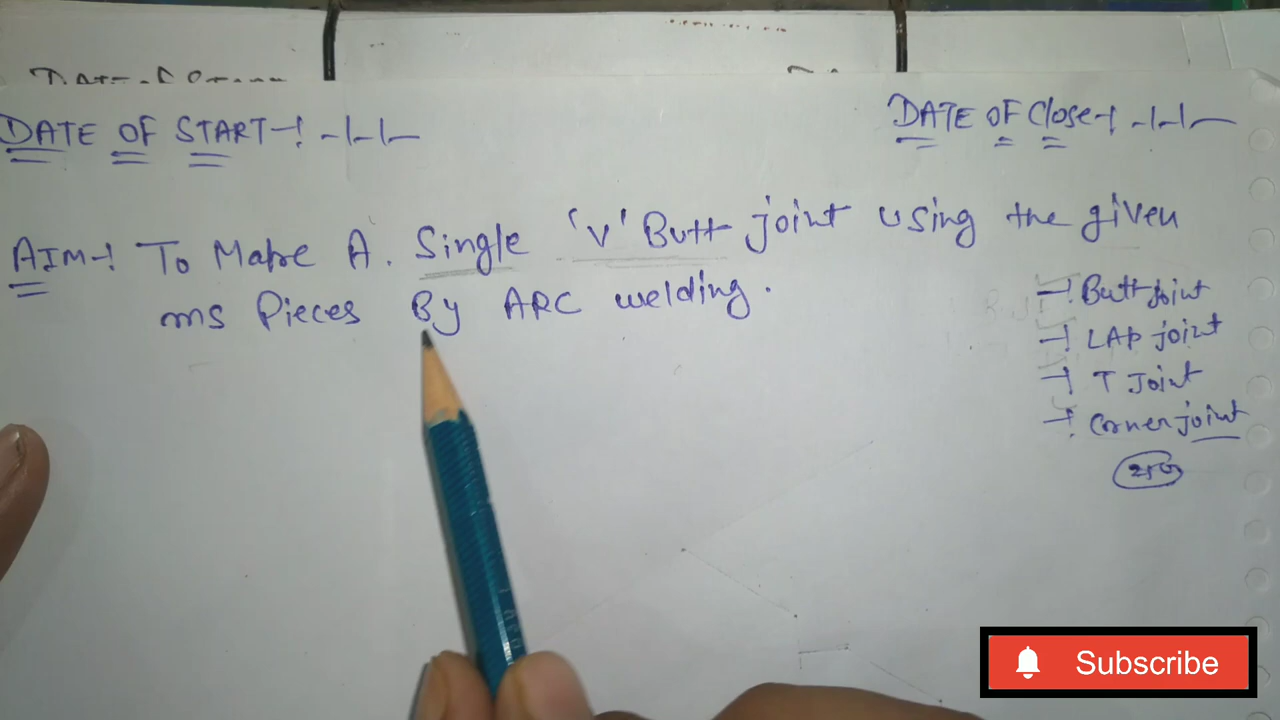 DATE OF START-! -/-/-
DATE OF Close-! -/-/-
AIM-! To Make A. Single 'V' Butt joint using the given
ms Pieces By ARC welding.
-! Butt joint
-! LAP joint
-! T Joint
-! Corner joint
Subscribe